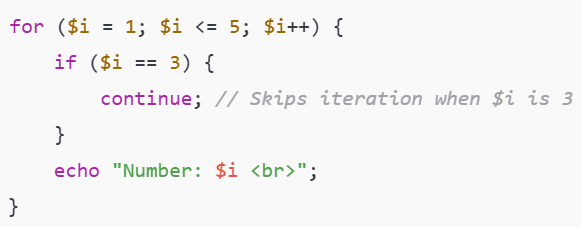 for ($i = 1; $i <= 5; $i++) {
    if ($i == 3) {
        continue; // Skips iteration when $i is 3
    }
    echo "Number: $i <br>";
}